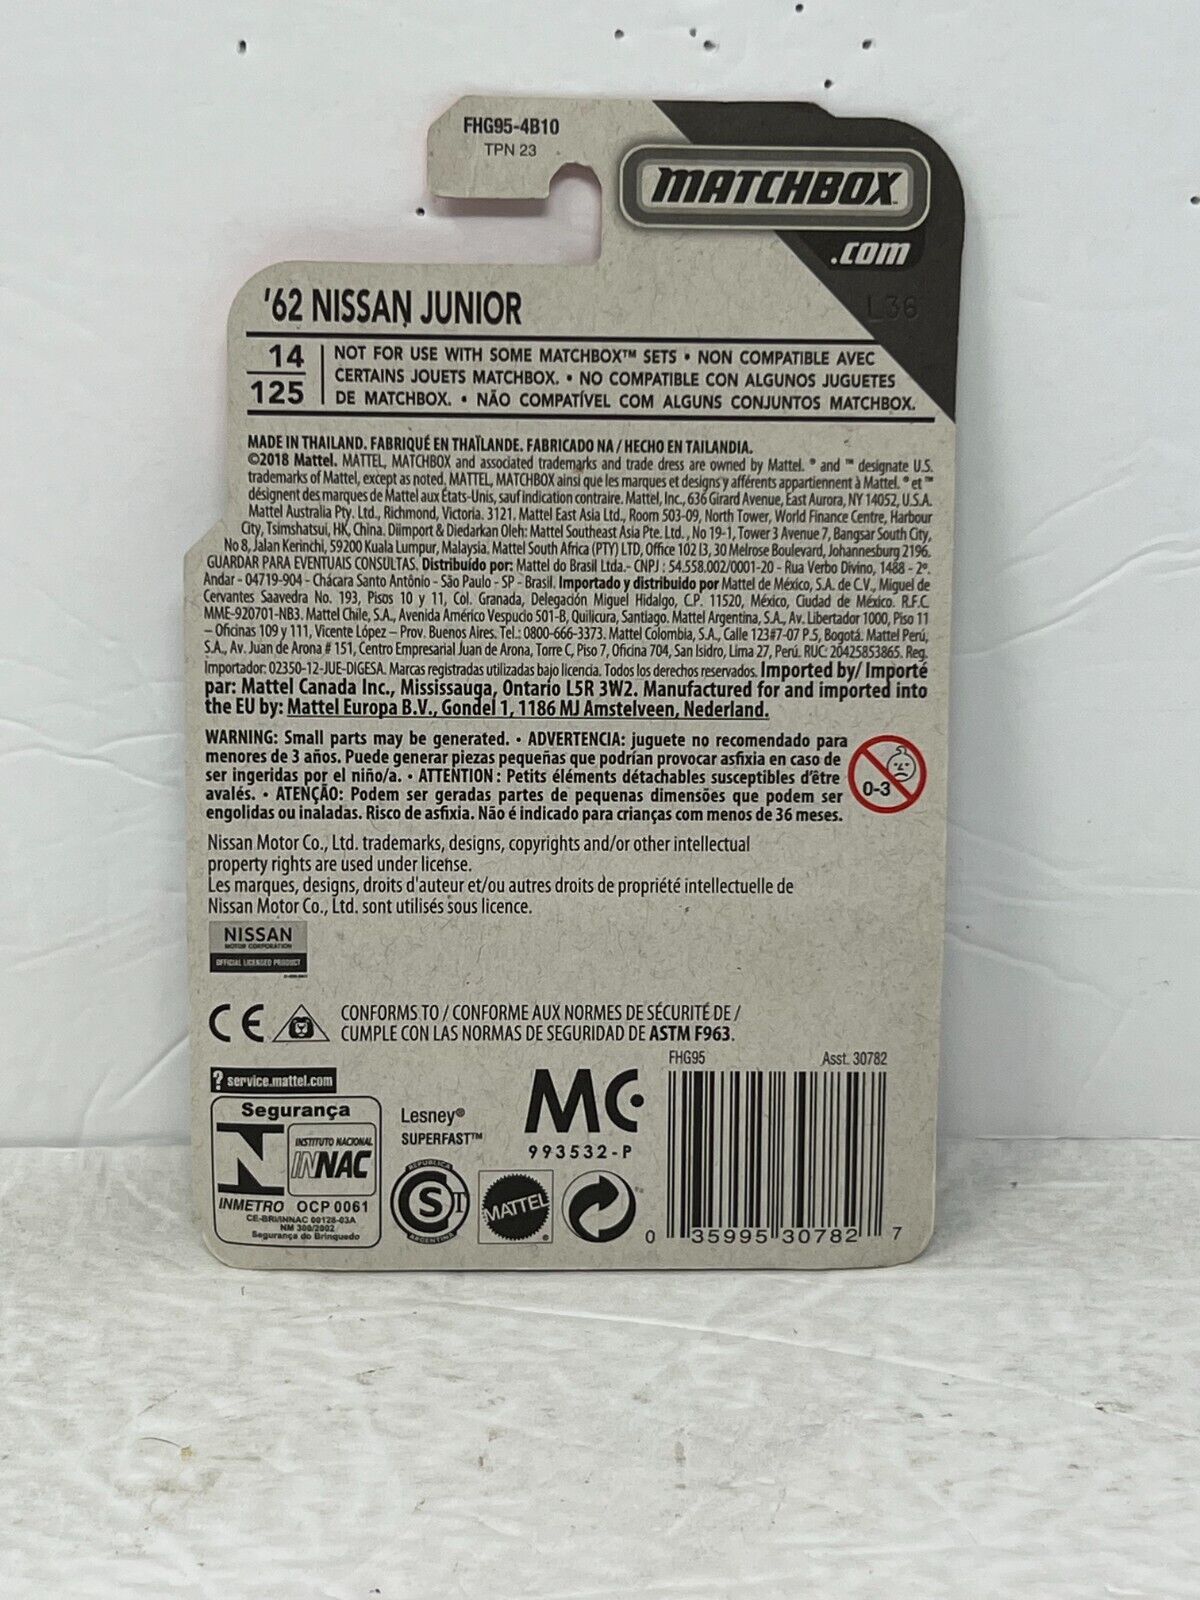 FHG95-4B10
TPN 23
MATCHBOX™
.com
L36
'62 NISSAN JUNIOR
14
125
NOT FOR USE WITH SOME MATCHBOX™ SETS • NON COMPATIBLE AVEC
CERTAINS JOUETS MATCHBOX. • NO COMPATIBLE CON ALGUNOS JUGUETES
DE MATCHBOX. • NÃO COMPATÍVEL COM ALGUNS CONJUNTOS MATCHBOX.
MADE IN THAILAND. FABRIQUÉ EN THAÏLANDE. FABRICADO NA / HECHO EN TAILANDIA.
©2018 Mattel. MATTEL, MATCHBOX and associated trademarks and trade dress are owned by Mattel. ® and ™ designate U.S.
trademarks of Mattel, except as noted. MATTEL, MATCHBOX ainsi que les marques et designs y afférents appartiennent à Mattel. ® et ™
désignent des marques de Mattel aux États-Unis, sauf indication contraire. Mattel, Inc., 636 Girard Avenue, East Aurora, NY 14052, U.S.A.
Mattel Australia Pty. Ltd., Richmond, Victoria. 3121. Mattel East Asia Ltd., Room 503-09, North Tower, World Finance Centre, Harbour
City, Tsimshatsui, HK, China. Diimport & Diedarkan Oleh: Mattel Southeast Asia Pte. Ltd., No 19-1, Tower 3 Avenue 7, Bangsar South City,
No 8, Jalan Kerinchi, 59200 Kuala Lumpur, Malaysia. Mattel South Africa (PTY) LTD, Office 102 I3, 30 Melrose Boulevard, Johannesburg 2196.
GUARDAR PARA EVENTUAIS CONSULTAS. Distribuído por: Mattel do Brasil Ltda.- CNPJ : 54.558.002/0001-20 - Rua Verbo Divino, 1488 - 2º.
Andar - 04719-904 - Chácara Santo Antônio - São Paulo - SP - Brasil. Importado y distribuido por Mattel de México, S.A. de C.V., Miguel de
Cervantes Saavedra No. 193, Pisos 10 y 11, Col. Granada, Delegación Miguel Hidalgo, C.P. 11520, México, Ciudad de México. R.F.C.
MME-920701-NB3. Mattel Chile, S.A., Avenida Américo Vespucio 501-B, Quilicura, Santiago. Mattel Argentina, S.A., Av. Libertador 1000, Piso 11
– Oficinas 109 y 111, Vicente López – Prov. Buenos Aires. Tel.: 0800-666-3373. Mattel Colombia, S.A., Calle 123#7-07 P.5, Bogotá. Mattel Perú,
S.A., Av. Juan de Arona # 151, Centro Empresarial Juan de Arona, Torre C, Piso 7, Oficina 704, San Isidro, Lima 27, Perú. RUC: 20425853865. Reg.
Importador: 02350-12-JUE-DIGESA. Marcas registradas utilizadas bajo licencia. Todos los derechos reservados. Imported by/ Importé
par: Mattel Canada Inc., Mississauga, Ontario L5R 3W2. Manufactured for and imported into
the EU by: Mattel Europa B.V., Gondel 1, 1186 MJ Amstelveen, Nederland.
WARNING: Small parts may be generated. • ADVERTENCIA: juguete no recomendado para
menores de 3 años. Puede generar piezas pequeñas que podrían provocar asfixia en caso de
ser ingeridas por el niño/a. • ATTENTION : Petits éléments détachables susceptibles d'être
avalés. • ATENÇÃO: Podem ser geradas partes de pequenas dimensões que podem ser
engolidas ou inaladas. Risco de asfixia. Não é indicado para crianças com menos de 36 meses.
0-3
Nissan Motor Co., Ltd. trademarks, designs, copyrights and/or other intellectual
property rights are used under license.
Les marques, designs, droits d'auteur et/ou autres droits de propriété intellectuelle de
Nissan Motor Co., Ltd. sont utilisés sous licence.
NISSAN
MOTOR CORPORATION
OFFICIAL LICENSED PRODUCT
CE
CONFORMS TO / CONFORME AUX NORMES DE SÉCURITÉ DE /
CUMPLE CON LAS NORMAS DE SEGURIDAD DE ASTM F963.
FHG95 Asst. 30782
? service.mattel.com
Segurança
INSTITUTO NACIONAL
INNAC
INMETRO OCP 0061
CE-BRI/INNAC 00128-03A
NM 300/2002
Segurança do Brinquedo
Lesney®
SUPERFAST™
MC
993532-P
REPUBLICA
S
ARGENTINA
MATTEL
®
0 35995 30782 7